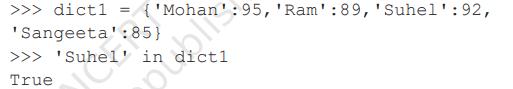 >>> dict1 = {'Mohan':95,'Ram':89,'Suhel':92,
'Sangeeta':85}
>>> 'Suhel' in dict1
True